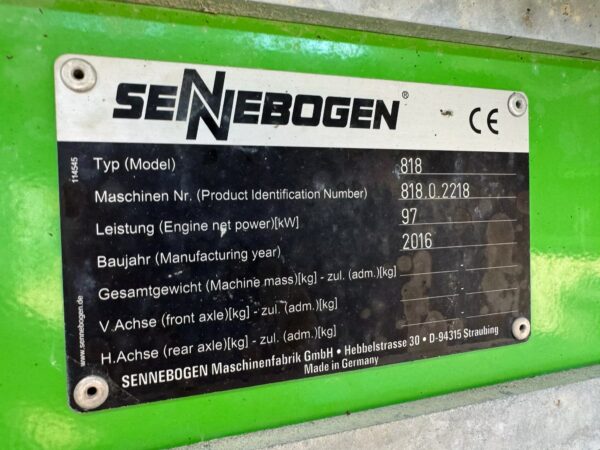 SENNEBOGEN ®
CE
114545
Typ (Model) 818
Maschinen Nr. (Product Identification Number) 818.0.2218
Leistung (Engine net power)[kW] 97
Baujahr (Manufacturing year) 2016
Gesamtgewicht (Machine mass)[kg] - zul. (adm.)[kg] -
V.Achse (front axle)[kg] - zul. (adm.)[kg] -
H.Achse (rear axle)[kg] - zul. (adm.)[kg]
www.sennebogen.de
SENNEBOGEN Maschinenfabrik GmbH • Hebbelstrasse 30 • D-94315 Straubing
Made in Germany